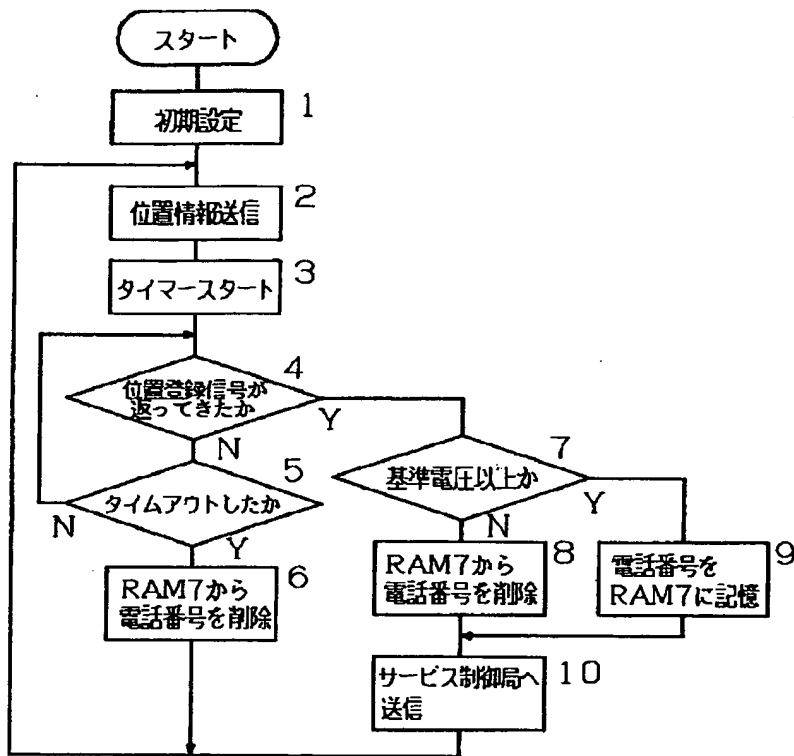 スタート
初期設定
1
位置情報送信
2
タイマースタート
3
位置登録信号が
返ってきたか
4
Y
N
タイムアウトしたか
5
N
Y
RAM7から
電話番号を削除
6
基準電圧以上か
7
Y
N
RAM7から
電話番号を削除
8
電話番号を
RAM7に記憶
9
サービス制御局へ
送信
10